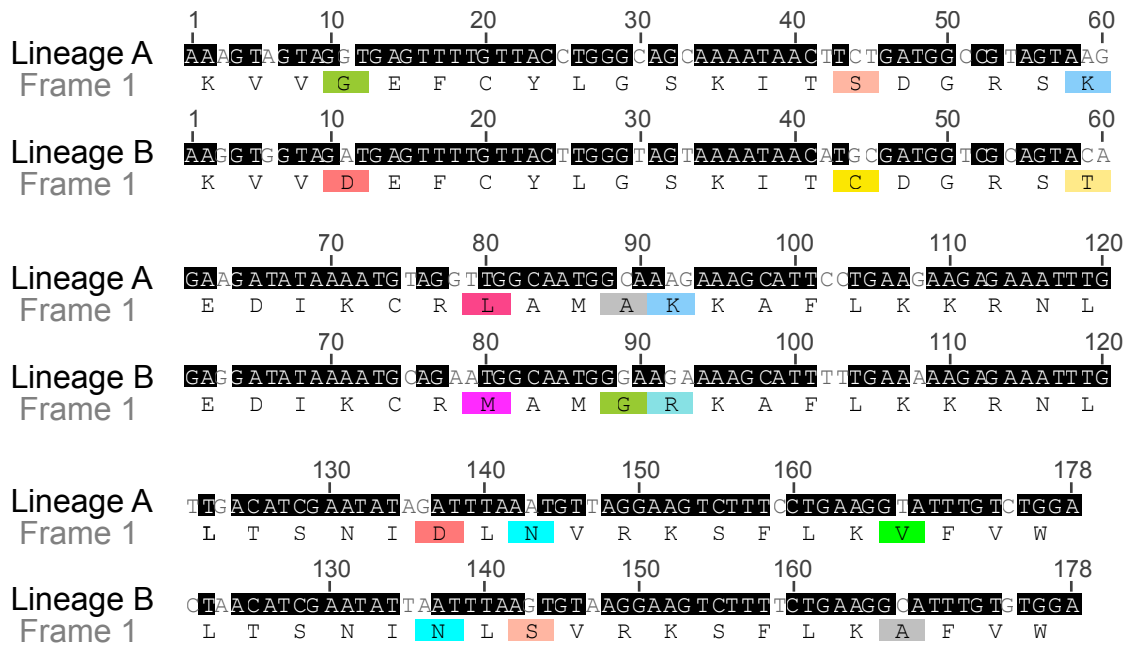 1 10 20 30 40 50 60
Lineage A AAAGTAGTAGGTGAGTTTTGTTACCTGGGCAGCAAAATAACTTCTGATGGCCGTAGTAAG
Frame 1 K V V G E F C Y L G S K I T S D G R S K
1 10 20 30 40 50 60
Lineage B AAGGTGGTAGATGAGTTTTGTTACTTGGGTAGTAAAATAACATGCGATGGTCGCAGTACA
Frame 1 K V V D E F C Y L G S K I T C D G R S T
70 80 90 100 110 120
Lineage A GAAGATATAAAATGTAGGTTGGCAATGGCAAAGAAAGCATTCCTGAAGAAGAGAAATTTG
Frame 1 E D I K C R L A M A K K A F L K K R N L
70 80 90 100 110 120
Lineage B GAGGATATAAAATGCAGAATGGCAATGGGAAGAAAAGCATTTTTGAAAAAGAGAAATTTG
Frame 1 E D I K C R M A M G R K A F L K K R N L
130 140 150 160 178
Lineage A TTGACATCGAATATAGATTTAAATGTTAGGAAGTCTTTCCTGAAGGTATTTGTCTGGA
Frame 1 L T S N I D L N V R K S F L K V F V W
130 140 150 160 178
Lineage B CTAACATCGAATATTAATTTAAGTGTAAGGAAGTCTTTTCTGAAGGCATTTGTGTGGA
Frame 1 L T S N I N L S V R K S F L K A F V W